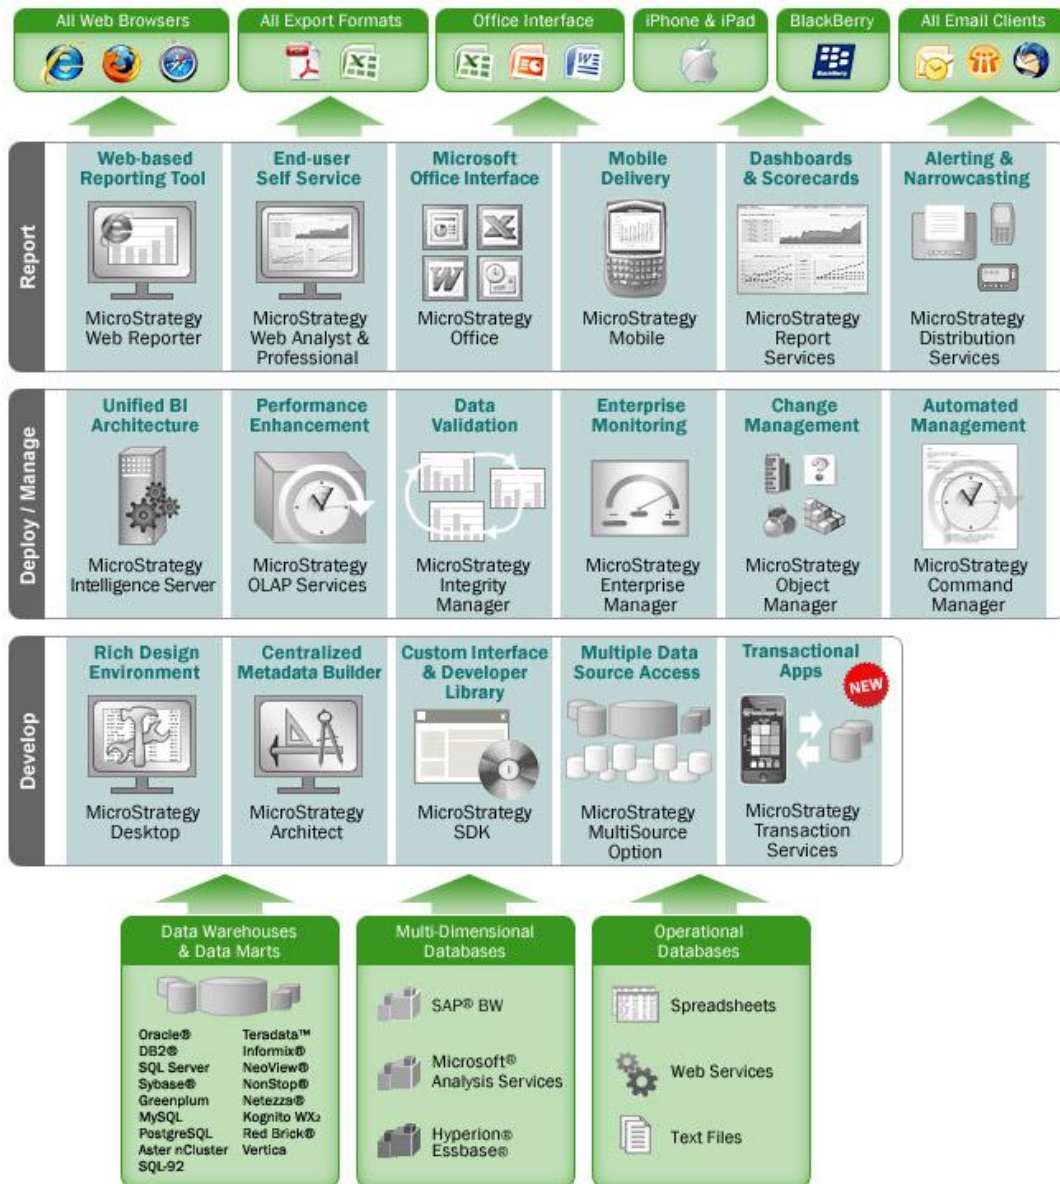 All Web Browsers
All Export Formats
Office Interface
iPhone & iPad
BlackBerry
All Email Clients
BlackBerry
Report
Web-based
Reporting Tool
MicroStrategy
Web Reporter
End-user
Self Service
MicroStrategy
Web Analyst &
Professional
Microsoft
Office Interface
MicroStrategy
Office
Mobile
Delivery
MicroStrategy
Mobile
Dashboards
& Scorecards
MicroStrategy
Report
Services
Alerting &
Narrowcasting
MicroStrategy
Distribution
Services
Deploy / Manage
Unified BI
Architecture
MicroStrategy
Intelligence Server
Performance
Enhancement
MicroStrategy
OLAP Services
Data
Validation
MicroStrategy
Integrity
Manager
Enterprise
Monitoring
MicroStrategy
Enterprise
Manager
Change
Management
?
MicroStrategy
Object
Manager
Automated
Management
MicroStrategy
Command
Manager
Develop
Rich Design
Environment
MicroStrategy
Desktop
Centralized
Metadata Builder
MicroStrategy
Architect
Custom Interface
& Developer
Library
MicroStrategy
SDK
Multiple Data
Source Access
MicroStrategy
MultiSource
Option
Transactional
Apps
NEW
MicroStrategy
Transaction
Services
Data Warehouses
& Data Marts
Oracle®
DB2®
SQL Server
Sybase®
Greenplum
MySQL
PostgreSQL
Aster nCluster
SQL-92
Teradata™
Informix®
NeoView®
NonStop®
Netezza®
Kognito WX2
Red Brick®
Vertica
Multi-Dimensional
Databases
SAP® BW
Microsoft®
Analysis Services
Hyperion®
Essbase®
Operational
Databases
Spreadsheets
Web Services
Text Files